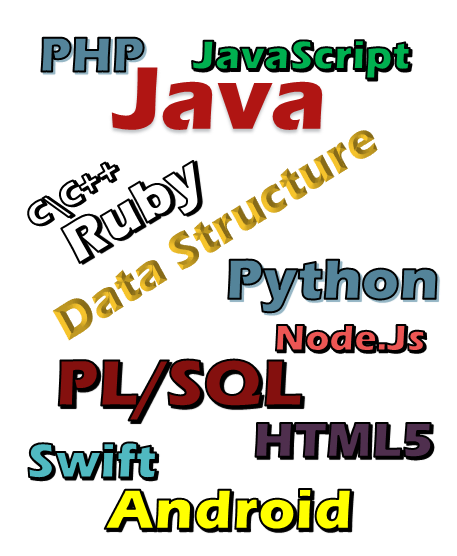 PHP
JavaScript
Java
C\C++
Ruby
Data Structure
Python
Node.Js
PL/SQL
HTML5
Swift
Android